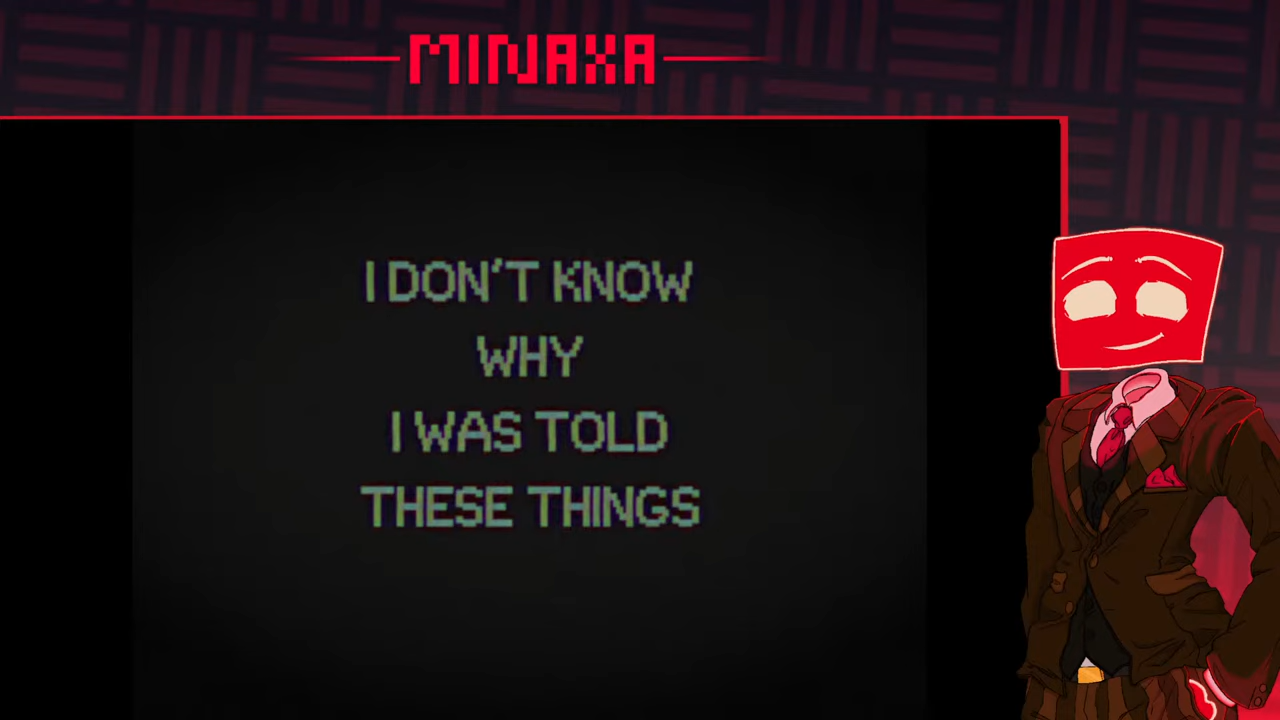 MINAXA
I DON'T KNOW
WHY
I WAS TOLD
THESE THINGS